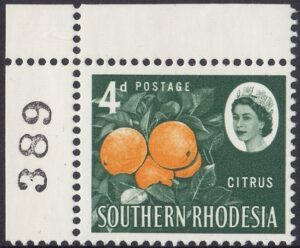 389
4d POSTAGE
CITRUS
SOUTHERN RHODESIA